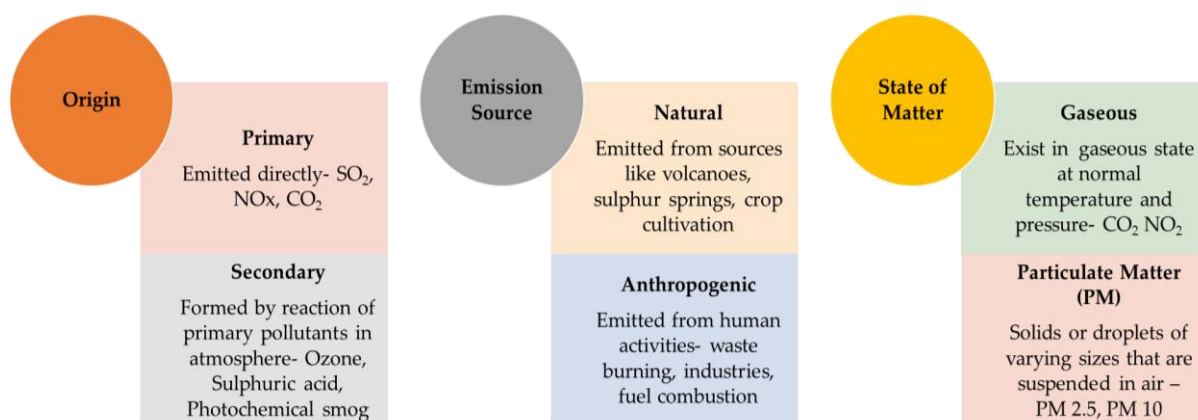 Origin
Primary
Emitted directly- SO₂,
NOx, CO₂
Secondary
Formed by reaction of
primary pollutants in
atmosphere- Ozone,
Sulphuric acid,
Photochemical smog
Emission
Source
Natural
Emitted from sources
like volcanoes,
sulphur springs, crop
cultivation
Anthropogenic
Emitted from human
activities- waste
burning, industries,
fuel combustion
State of
Matter
Gaseous
Exist in gaseous state
at normal
temperature and
pressure- CO₂ NO₂
Particulate Matter
(PM)
Solids or droplets of
varying sizes that are
suspended in air –
PM 2.5, PM 10